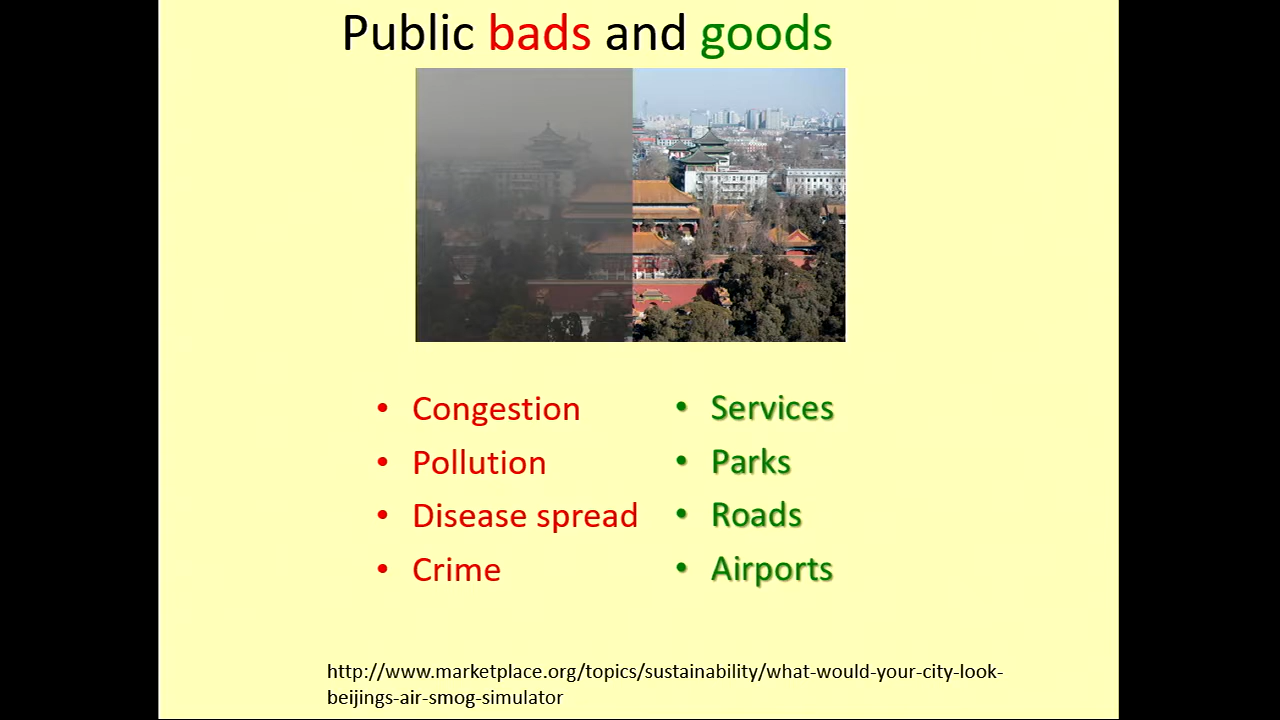 Public bads and goods
• Congestion
• Pollution
• Disease spread
• Crime
• Services
• Parks
• Roads
• Airports
http://www.marketplace.org/topics/sustainability/what-would-your-city-look-
beijings-air-smog-simulator